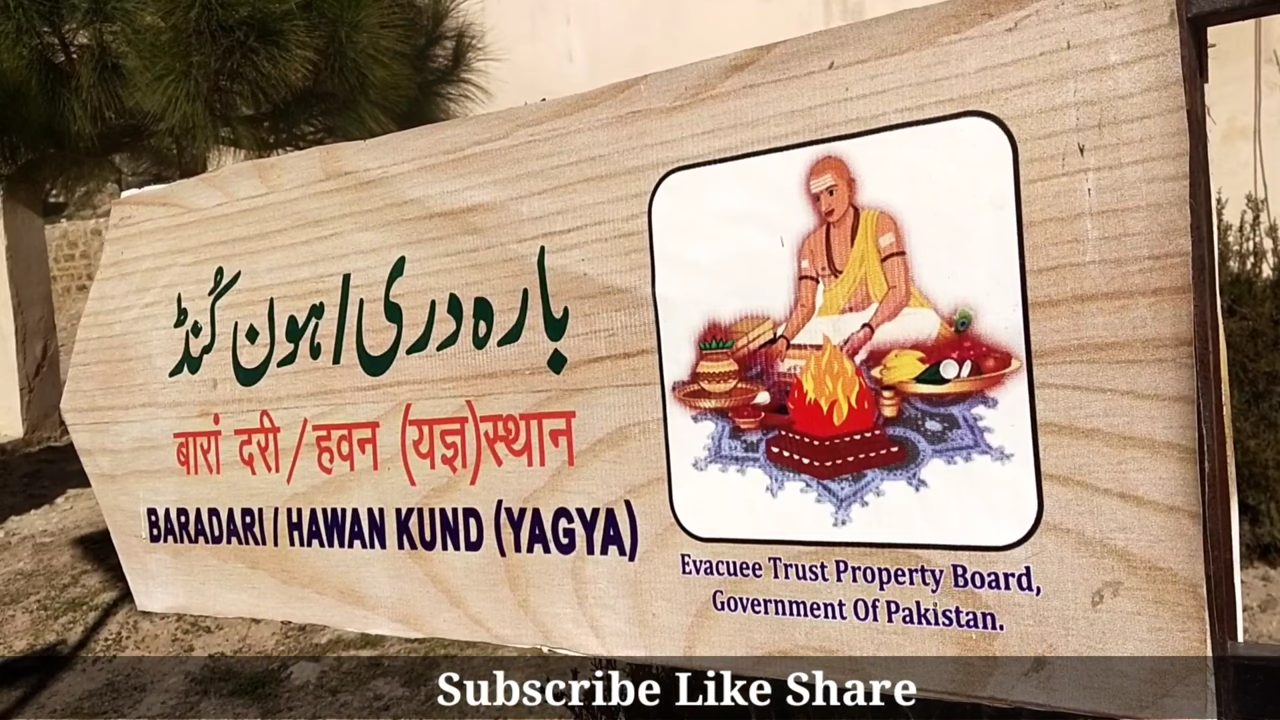 بارہ دری / ہون کُنڈ
बारां दरी / हवन (यज्ञ) स्थान
BARADARI / HAWAN KUND (YAGYA)
Evacuee Trust Property Board,
Government Of Pakistan.
Subscribe Like Share